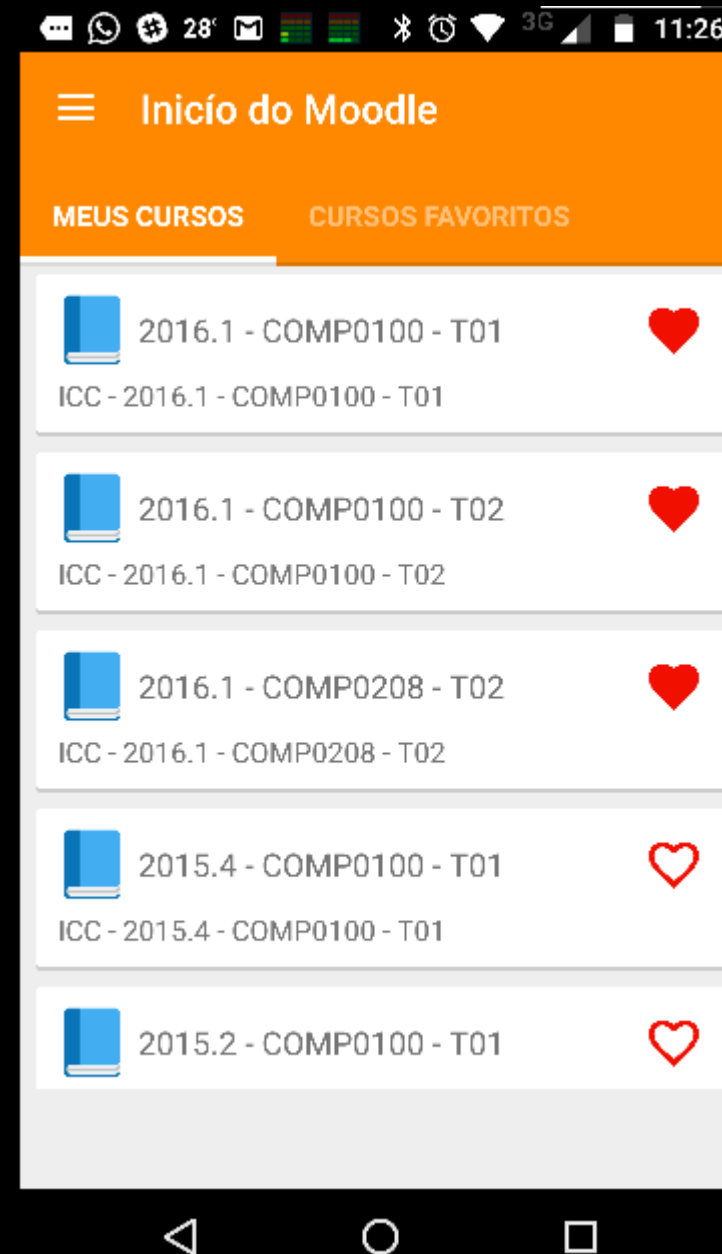 28° 3G 11:26
Inicío do Moodle
MEUS CURSOS CURSOS FAVORITOS
2016.1 - COMP0100 - T01
ICC - 2016.1 - COMP0100 - T01
2016.1 - COMP0100 - T02
ICC - 2016.1 - COMP0100 - T02
2016.1 - COMP0208 - T02
ICC - 2016.1 - COMP0208 - T02
2015.4 - COMP0100 - T01
ICC - 2015.4 - COMP0100 - T01
2015.2 - COMP0100 - T01